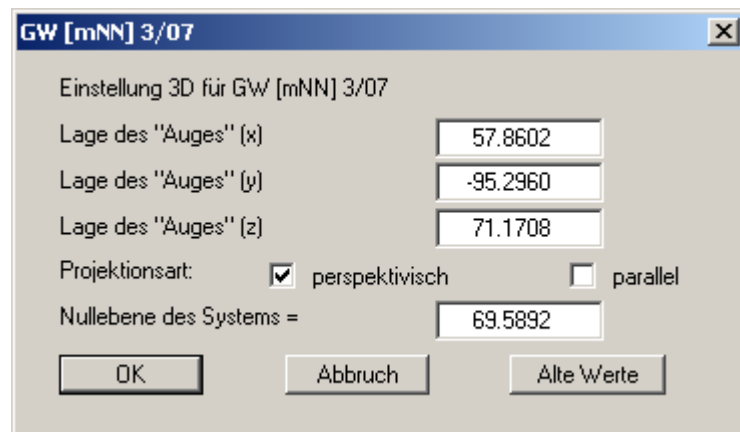 GW [mNN] 3/07
Einstellung 3D für GW [mNN] 3/07
Lage des "Auges" (x) 57.8602
Lage des "Auges" (y) -95.2960
Lage des "Auges" (z) 71.1708
Projektionsart: perspektivisch parallel
Nullebene des Systems = 69.5892
OK Abbruch Alte Werte